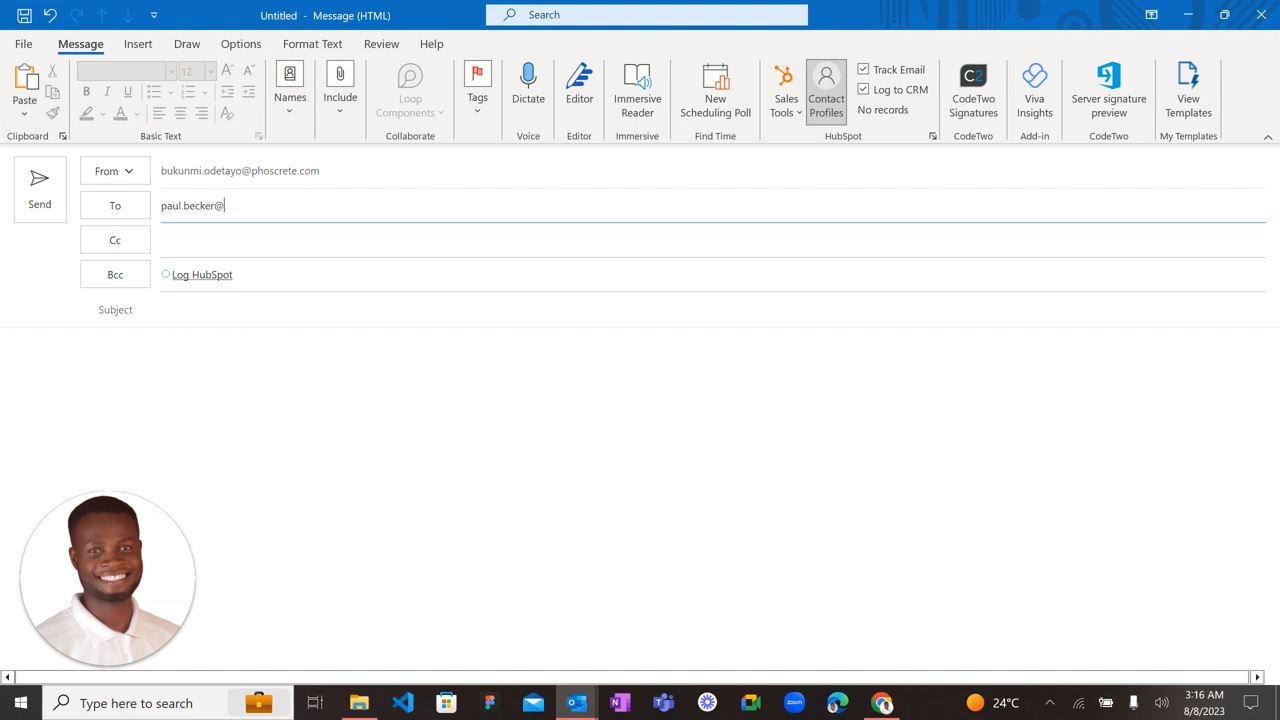 Untitled - Message (HTML)
Search
File Message Insert Draw Options Format Text Review Help
Paste
12
B I U
Names
Include
Loop Components
Tags
Dictate
Editor
Immersive Reader
New Scheduling Poll
Sales Tools
Contact Profiles
Track Email
Log to CRM
No records
CodeTwo Signatures
Viva Insights
Server signature preview
View Templates
Clipboard
Basic Text
Collaborate
Voice
Editor
Immersive
Find Time
HubSpot
CodeTwo
Add-in
CodeTwo
My Templates
Send
From bukunmi.odetayo@phoscrete.com
To paul.becker@
Cc
Bcc Log HubSpot
Subject
Type here to search
24°C
3:16 AM
8/8/2023